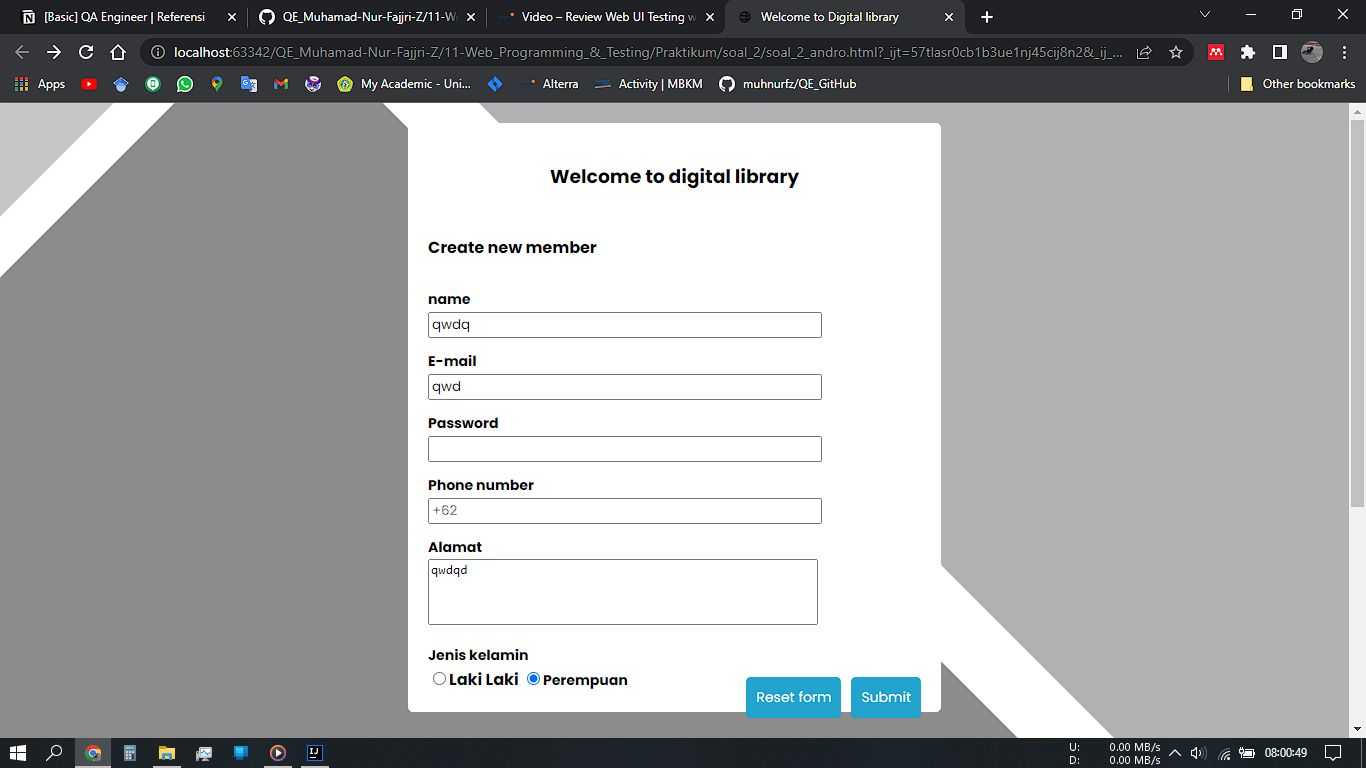 [Basic] QA Engineer | Referensi
QE_Muhamad-Nur-Fajjri-Z/11-W
Video – Review Web UI Testing w
Welcome to Digital library
localhost:63342/QE_Muhamad-Nur-Fajjri-Z/11-Web_Programming_&_Testing/Praktikum/soal_2/soal_2_andro.html?_ijt=57tlasr0cb1b3ue1nj45cij8n2&_ij_...
Apps
My Academic - Uni...
Alterra
Activity | MBKM
muhnurfz/QE_GitHub
Other bookmarks
Welcome to digital library
Create new member
name
qwdq
E-mail
qwd
Password
Phone number
+62
Alamat
qwdqd
Jenis kelamin
Laki Laki Perempuan
Reset form Submit
U: 0.00 MB/s
D: 0.00 MB/s
08:00:49